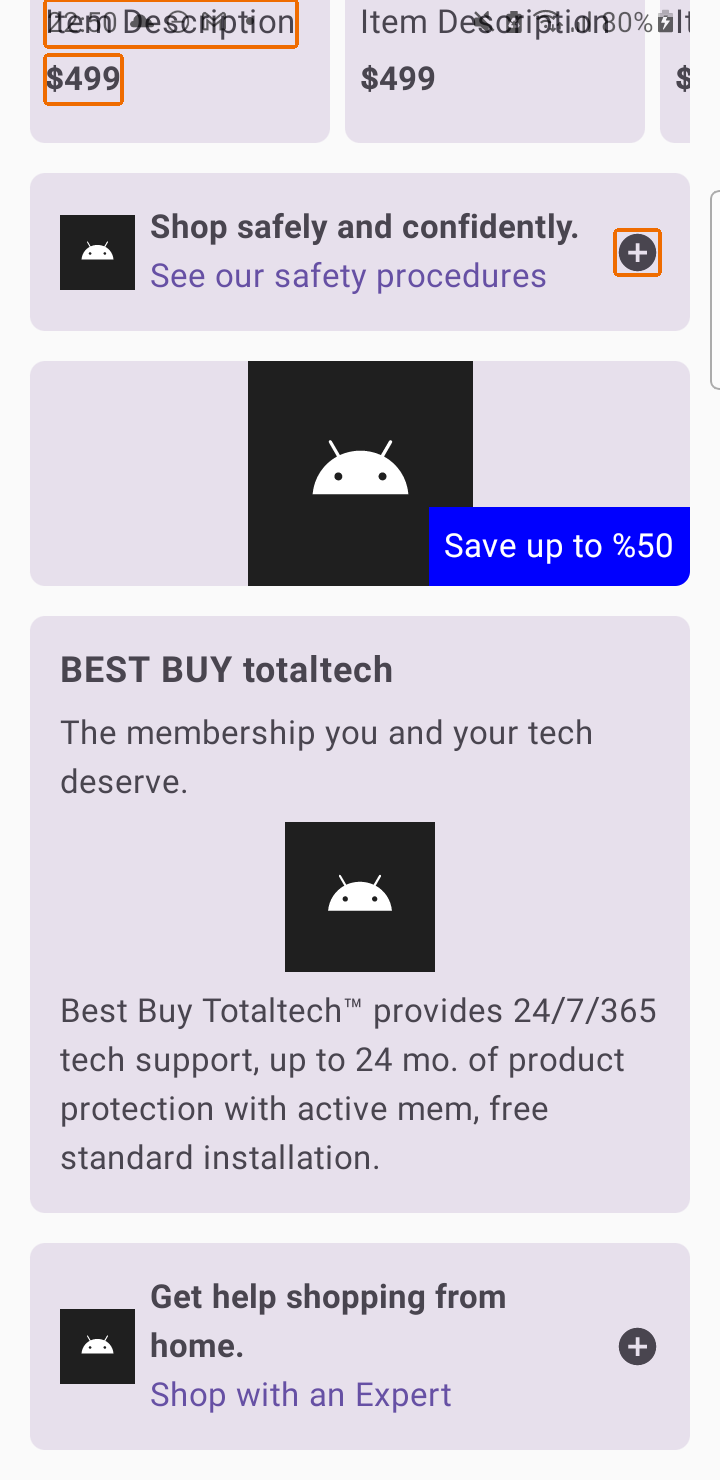 22:50 80%
Item Description Item Description It
$499 $499 $
Shop safely and confidently.
See our safety procedures
Save up to %50
BEST BUY totaltech
The membership you and your tech
deserve.
Best Buy Totaltech™ provides 24/7/365
tech support, up to 24 mo. of product
protection with active mem, free
standard installation.
Get help shopping from
home.
Shop with an Expert